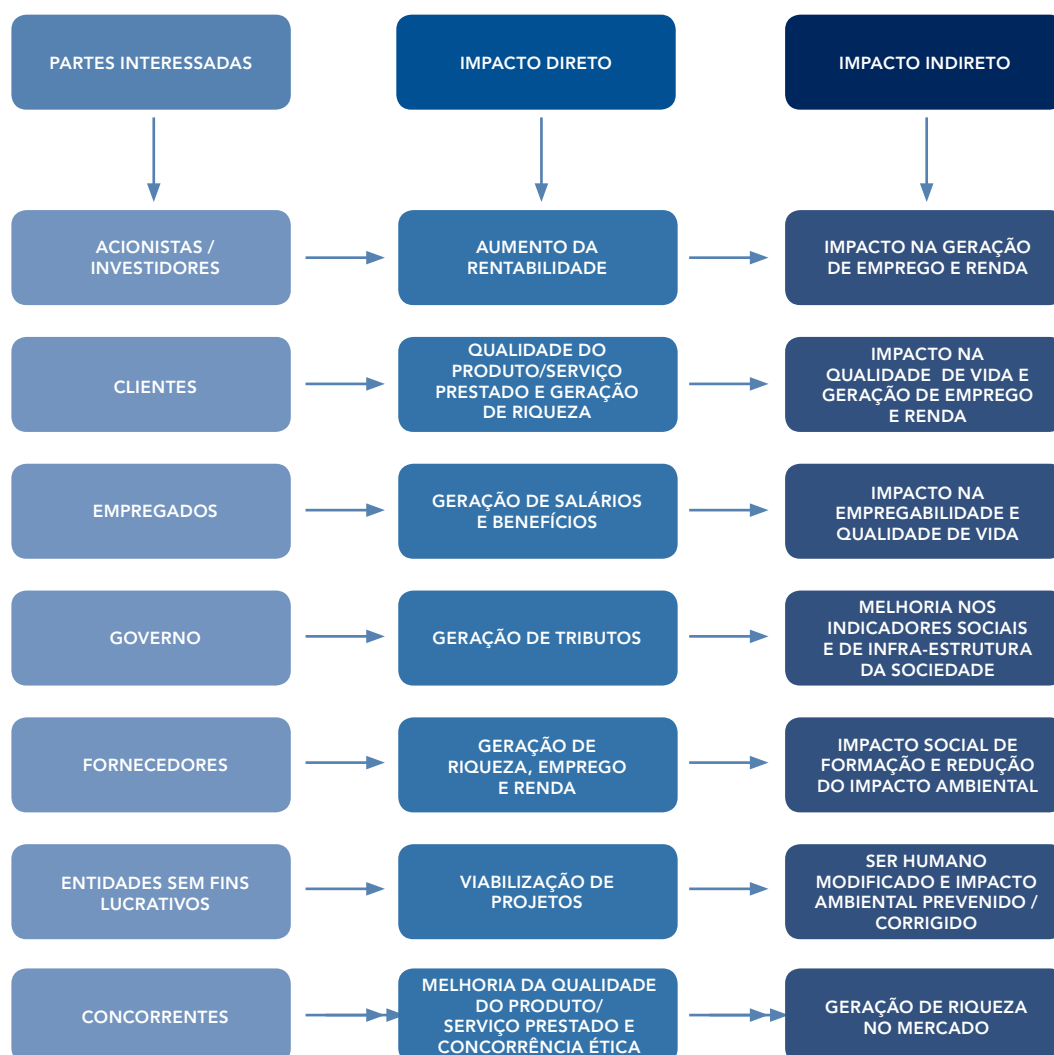 PARTES INTERESSADAS
IMPACTO DIRETO
IMPACTO INDIRETO
ACIONISTAS /
INVESTIDORES
AUMENTO DA
RENTABILIDADE
IMPACTO NA GERAÇÃO
DE EMPREGO E RENDA
CLIENTES
QUALIDADE DO
PRODUTO/SERVIÇO
PRESTADO E GERAÇÃO
DE RIQUEZA
IMPACTO NA
QUALIDADE DE VIDA E
GERAÇÃO DE EMPREGO
E RENDA
EMPREGADOS
GERAÇÃO DE SALÁRIOS
E BENEFÍCIOS
IMPACTO NA
EMPREGABILIDADE E
QUALIDADE DE VIDA
GOVERNO
GERAÇÃO DE TRIBUTOS
MELHORIA NOS
INDICADORES SOCIAIS
E DE INFRA-ESTRUTURA
DA SOCIEDADE
FORNECEDORES
GERAÇÃO DE
RIQUEZA, EMPREGO
E RENDA
IMPACTO SOCIAL DE
FORMAÇÃO E REDUÇÃO
DO IMPACTO AMBIENTAL
ENTIDADES SEM FINS
LUCRATIVOS
VIABILIZAÇÃO DE
PROJETOS
SER HUMANO
MODIFICADO E IMPACTO
AMBIENTAL PREVENIDO /
CORRIGIDO
CONCORRENTES
MELHORIA DA QUALIDADE
DO PRODUTO/
SERVIÇO PRESTADO E
CONCORRÊNCIA ÉTICA
GERAÇÃO DE RIQUEZA
NO MERCADO